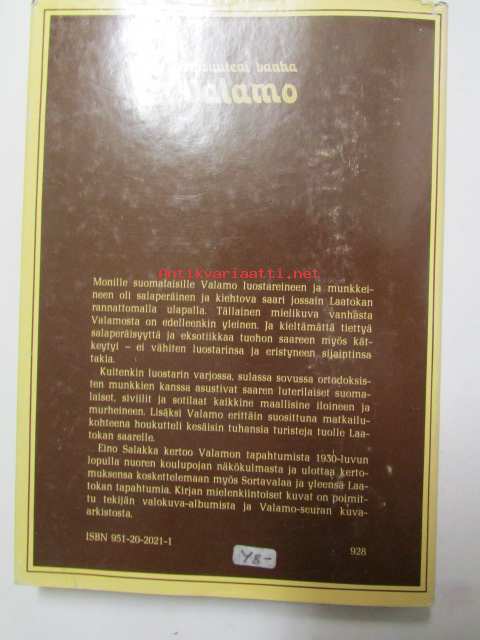 vanha
Valamo
Antikvariaatti.net
Monille suomalaisille Valamo luostareineen ja munkkei-
neen oli salaperäinen ja kiehtova saari jossain Laatokan
rannattomalla ulapalla. Tällainen mielikuva vanhasta
Valamosta on edelleenkin yleinen. Ja kieltämättä tiettyä
salaperäisyyttä ja eksotiikkaa tuohon saareen myös kät-
keytyi – ei vähiten luostarinsa ja eristyneen sijaintinsa
takia.
Kuitenkin luostarin varjossa, sulassa sovussa ortodoksis-
ten munkkien kanssa asustivat saaren luterilaiset suoma-
laiset, siviilit ja sotilaat kaikkine maallisine iloineen ja
murheineen. Lisäksi Valamo erittäin suosittuna matkailu-
kohteena houkutteli kesäisin tuhansia turisteja tuolle Laa-
tokan saarelle.
Eino Salakka kertoo Valamon tapahtumista 1930-luvun
lopulla nuoren koulupojan näkökulmasta ja ulottaa kerto-
muksensa koskettelemaan myös Sortavalaa ja yleensä Laa-
tokan tapahtumia. Kirjan mielenkiintoiset kuvat on poimit-
tu tekijän valokuva-albumista ja Valamo-seuran kuva-
arkistosta.
ISBN 951-20-2021-1
928